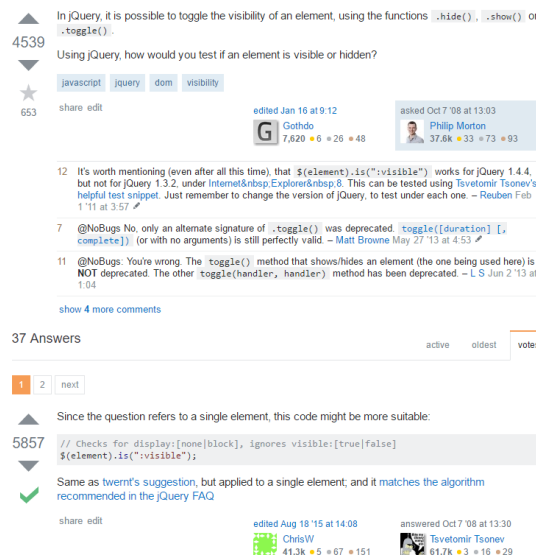 In jQuery, it is possible to toggle the visibility of an element, using the functions .hide() , .show() or
.toggle() .
4539
Using jQuery, how would you test if an element is visible or hidden?
javascript jquery dom visibility
653
share edit
edited Jan 16 at 9:12
asked Oct 7 '08 at 13:03
G
Gothdo
7,620 6 26 48
Philip Morton
37.6k 33 73 93
12 It's worth mentioning (even after all this time), that $(element).is(":visible") works for jQuery 1.4.4,
but not for jQuery 1.3.2, under Internet&nbsp;Explorer&nbsp;8. This can be tested using Tsvetomir Tsonev's
helpful test snippet. Just remember to change the version of jQuery, to test under each one. – Reuben Feb
1 '11 at 3:57
7 @NoBugs No, only an alternate signature of .toggle() was deprecated. toggle([duration] [,
complete]) (or with no arguments) is still perfectly valid. – Matt Browne May 27 '13 at 4:53
11 @NoBugs: You're wrong. The toggle() method that shows/hides an element (the one being used here) is
NOT deprecated. The other toggle(handler, handler) method has been deprecated. – L S Jun 2 '13 at
1:04
show 4 more comments
37 Answers
active oldest votes
1 2 next
Since the question refers to a single element, this code might be more suitable:
5857
// Checks for display:[none|block], ignores visible:[true|false]
$(element).is(":visible");
Same as twernt's suggestion, but applied to a single element; and it matches the algorithm
recommended in the jQuery FAQ
share edit
edited Aug 18 '15 at 14:08
answered Oct 7 '08 at 13:30
ChrisW
41.3k 5 67 151
Tsvetomir Tsonev
61.7k 3 16 29